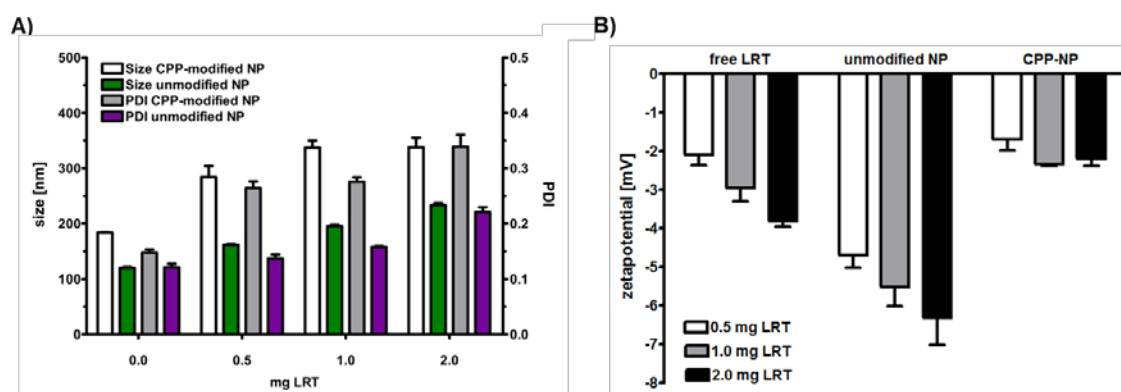 A)
500
400
300
200
100
0
size [nm]
Size CPP-modified NP
Size unmodified NP
PDI CPP-modified NP
PDI unmodified NP
0.5
0.4
0.3
0.2
0.1
0.0
PDI
0.0 0.5 1.0 2.0
mg LRT
B)
free LRT unmodified NP CPP-NP
0
-1
-2
-3
-4
-5
-6
-7
-8
zetapotential [mV]
0.5 mg LRT
1.0 mg LRT
2.0 mg LRT